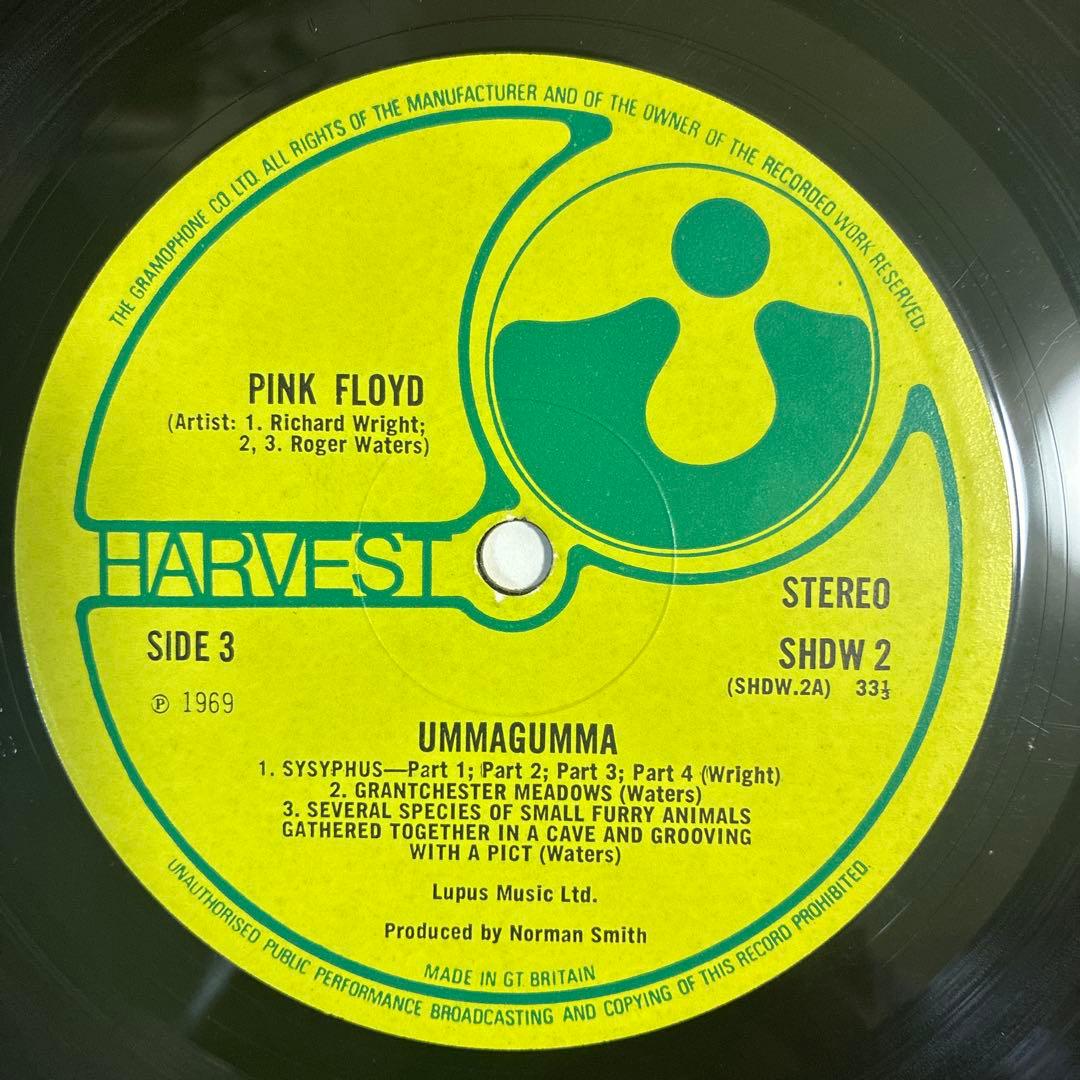 THE GRAMOPHONE CO. LTD. ALL RIGHTS OF THE MANUFACTURER AND OF THE OWNER OF THE RECORDED WORK RESERVED.
PINK FLOYD
(Artist: 1. Richard Wright;
2, 3. Roger Waters)
HARVEST
STEREO
SIDE 3
SHDW 2
(SHDW.2A) 33⅓
℗ 1969
UMMAGUMMA
1. SYSYPHUS—Part 1; Part 2; Part 3; Part 4 (Wright)
2. GRANTCHESTER MEADOWS (Waters)
3. SEVERAL SPECIES OF SMALL FURRY ANIMALS
GATHERED TOGETHER IN A CAVE AND GROOVING
WITH A PICT (Waters)
Lupus Music Ltd.
Produced by Norman Smith
MADE IN GT. BRITAIN
UNAUTHORISED PUBLIC PERFORMANCE BROADCASTING AND COPYING OF THIS RECORD PROHIBITED.